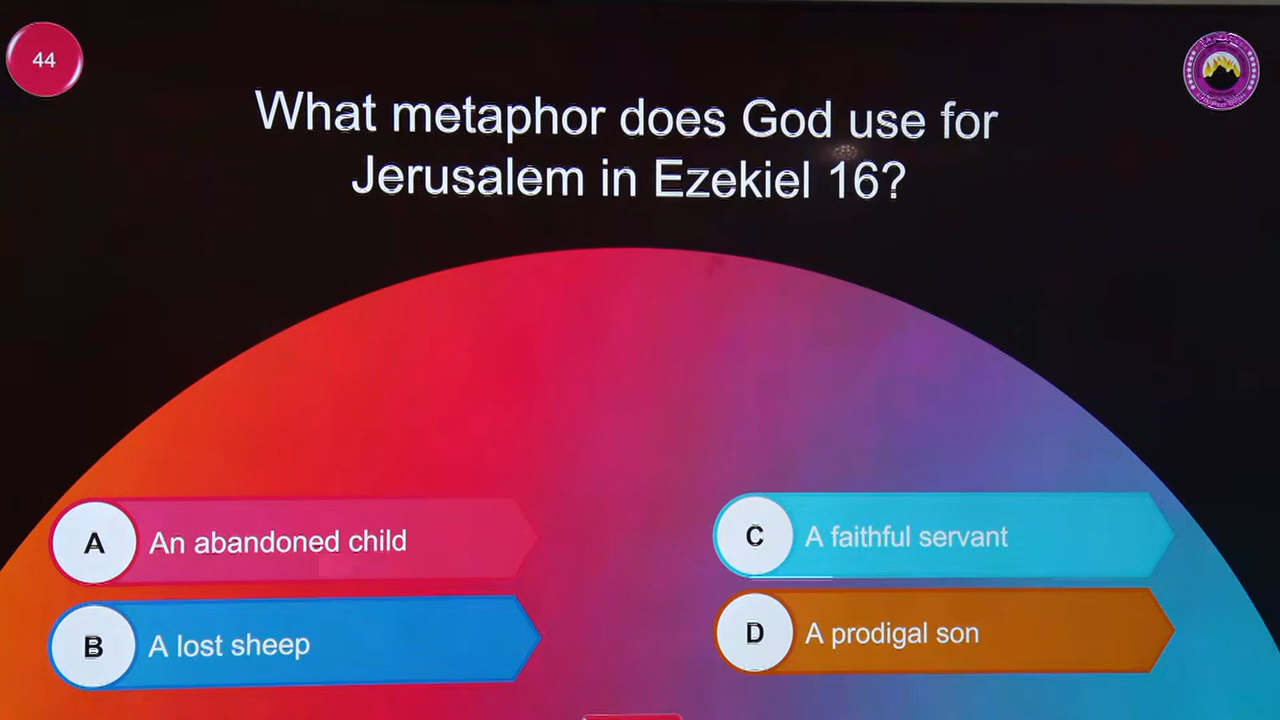 44
What metaphor does God use for
Jerusalem in Ezekiel 16?
A An abandoned child
B A lost sheep
C A faithful servant
D A prodigal son